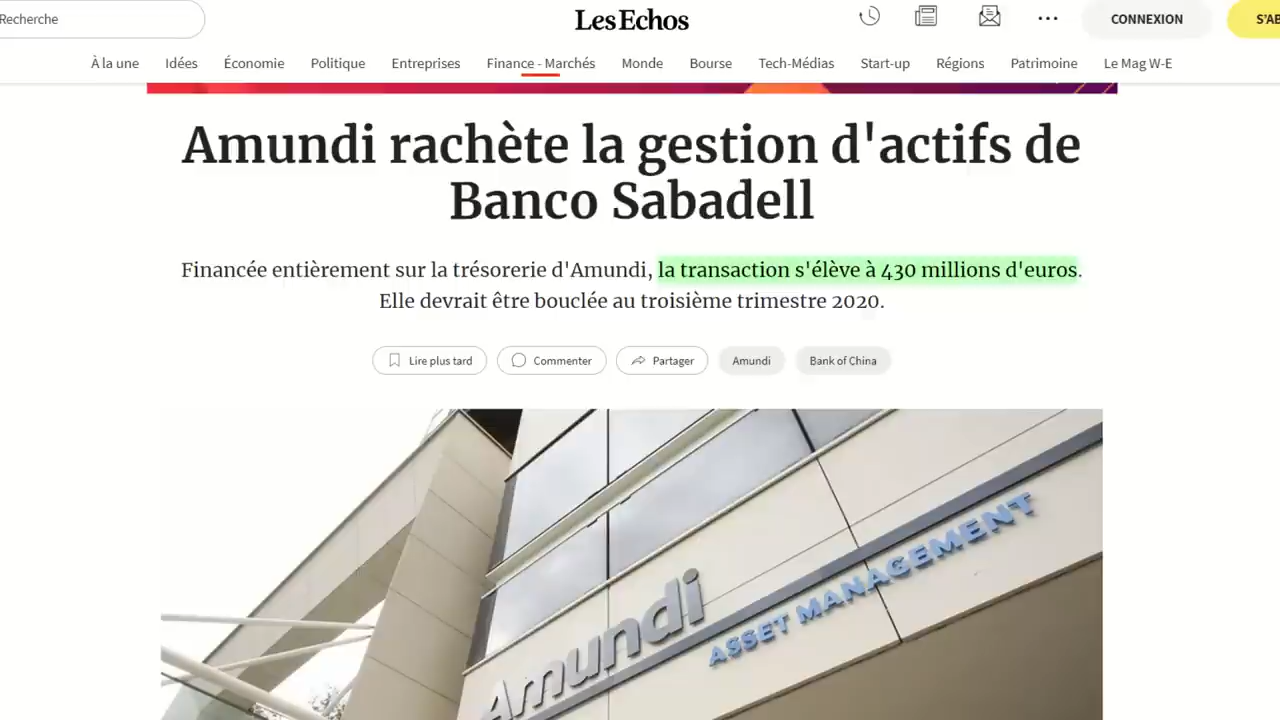 Recherche
Les Echos
CONNEXION
À la une
Idées
Économie
Politique
Entreprises
Finance - Marchés
Monde
Bourse
Tech-Médias
Start-up
Régions
Patrimoine
Le Mag W-E
Amundi rachète la gestion d'actifs de
Banco Sabadell
Financée entièrement sur la trésorerie d'Amundi, la transaction s'élève à 430 millions d'euros.
Elle devrait être bouclée au troisième trimestre 2020.
Lire plus tard
Commenter
Partager
Amundi
Bank of China
Amundi
ASSET MANAGEMENT